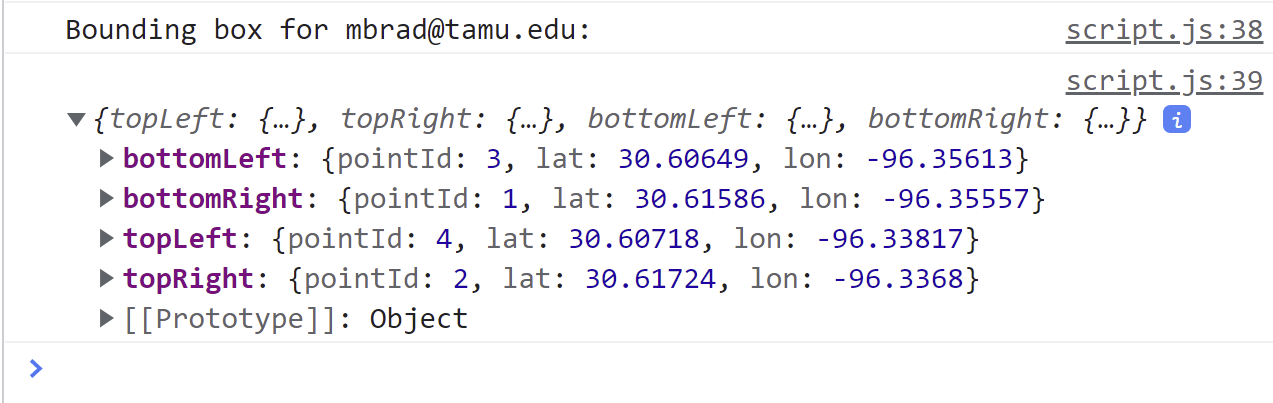 Bounding box for mbrad@tamu.edu: script.js:38
script.js:39
▼{topLeft: {…}, topRight: {…}, bottomLeft: {…}, bottomRight: {…}} i
▶bottomLeft: {pointId: 3, lat: 30.60649, lon: -96.35613}
▶bottomRight: {pointId: 1, lat: 30.61586, lon: -96.35557}
▶topLeft: {pointId: 4, lat: 30.60718, lon: -96.33817}
▶topRight: {pointId: 2, lat: 30.61724, lon: -96.3368}
▶[[Prototype]]: Object
>